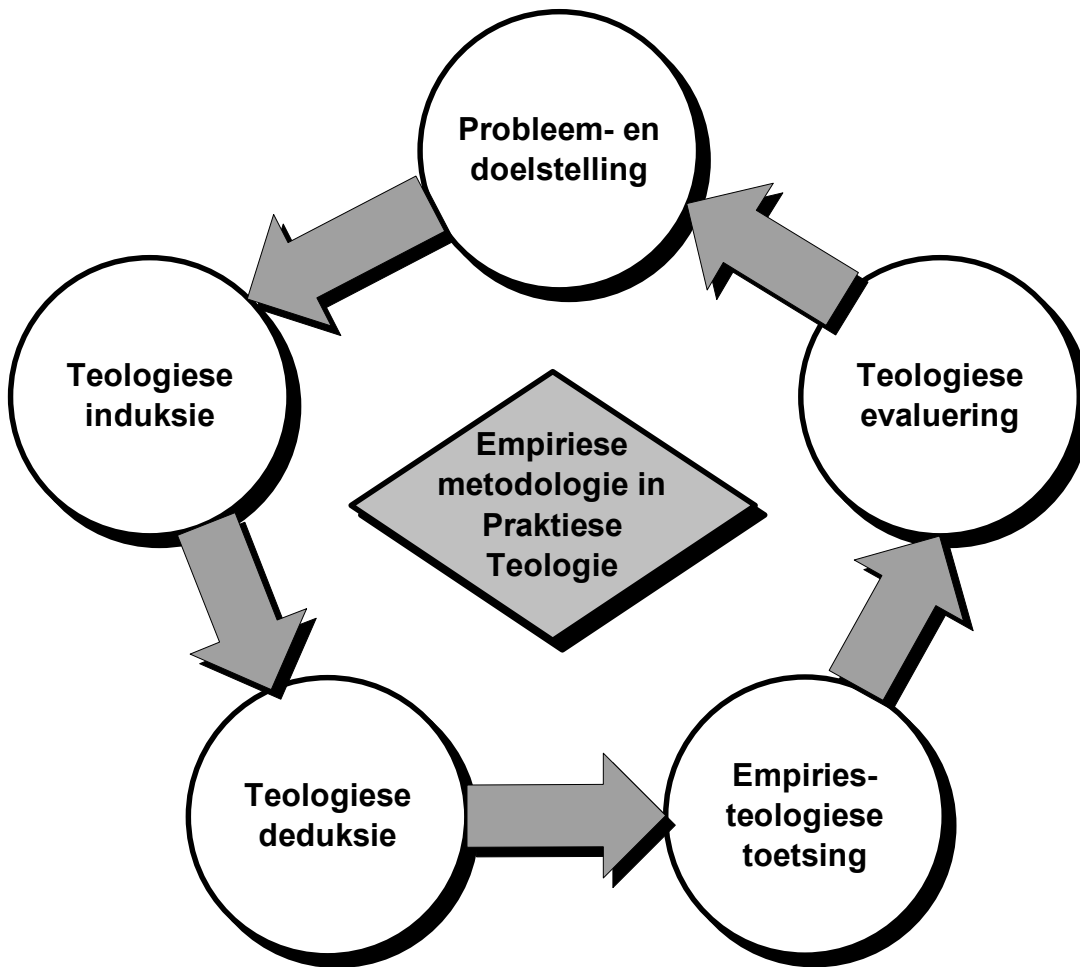 Probleem- en
doelstelling
Teologiese
induksie
Teologiese
evaluering
Empiriese
metodologie in
Praktiese
Teologie
Teologiese
deduksie
Empiries-
teologiese
toetsing